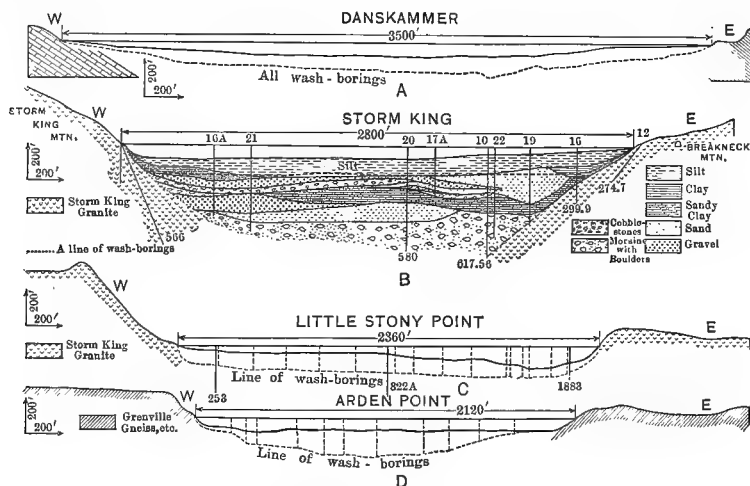 DANSKAMMER
W
E
3500'
200'
200'
All wash-borings
A
STORM KING
W
E
STORM
KING
MTN.
2800'
16A
21
20
17A
10
22
19
16
12
BREAKNECK
MTN.
200'
200'
Silt
Silt
Clay
Sandy
Clay
Sand
Gravel
Cobble-
stones
Moraine
with
Boulders
Storm King
Granite
A line of wash-borings
274.7
299.9
580
617.56
B
LITTLE STONY POINT
W
E
2360'
200'
200'
Storm King
Granite
Line of wash-borings
C
253
322A
1883
ARDEN POINT
W
E
2120'
200'
200'
Grenville
Gneiss, etc.
Line of wash - borings
D